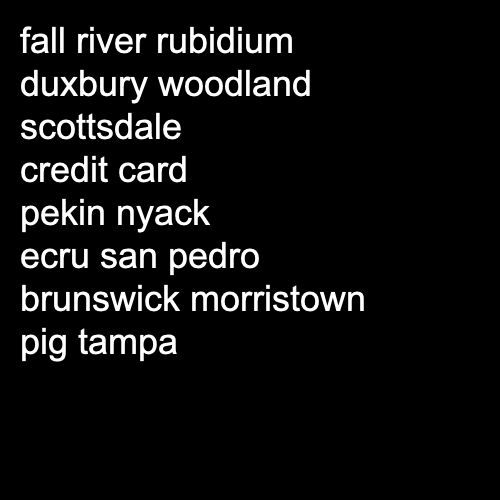 fall river rubidium
duxbury woodland
scottsdale
credit card
pekin nyack
ecru san pedro
brunswick morristown
pig tampa